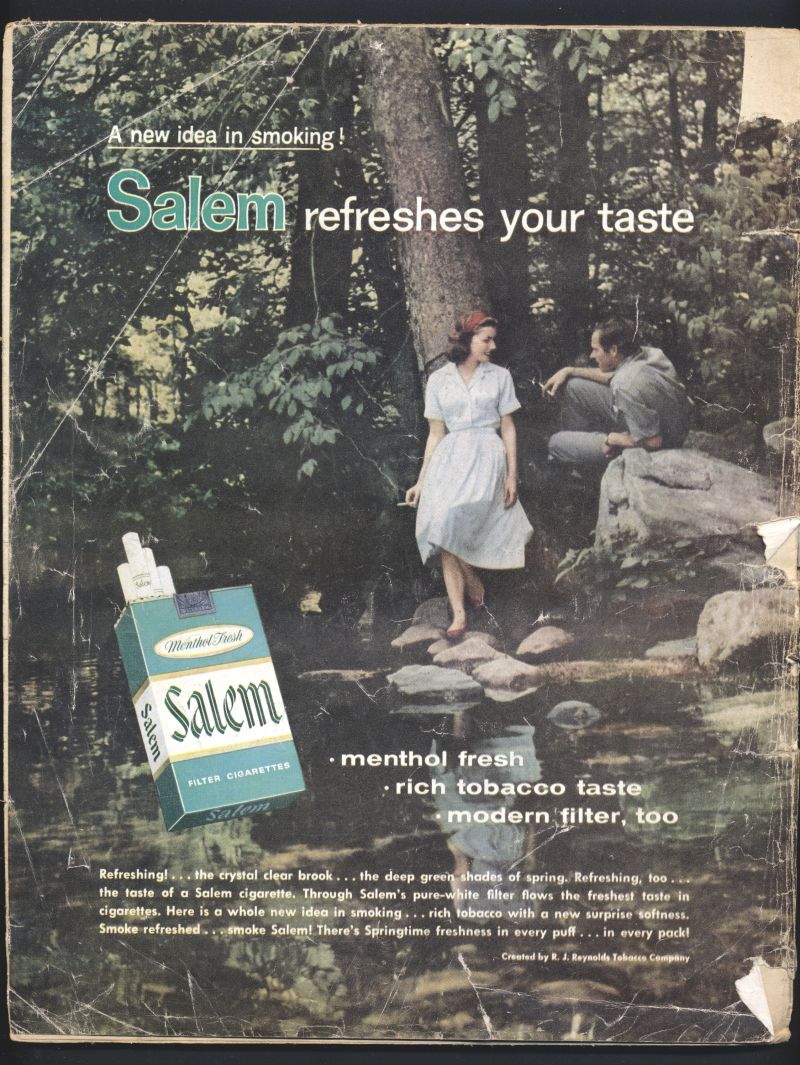 A new idea in smoking!
Salem refreshes your taste
Menthol Fresh
Salem
Salem
FILTER CIGARETTES
Salem
Salem
· menthol fresh
· rich tobacco taste
· modern filter, too
Refreshing! . . . the crystal clear brook . . . the deep green shades of spring. Refreshing, too . . .
the taste of a Salem cigarette. Through Salem's pure-white filter flows the freshest taste in
cigarettes. Here is a whole new idea in smoking . . . rich tobacco with a new surprise softness.
Smoke refreshed . . . smoke Salem! There's Springtime freshness in every puff . . . in every pack!
Created by R. J. Reynolds Tobacco Company